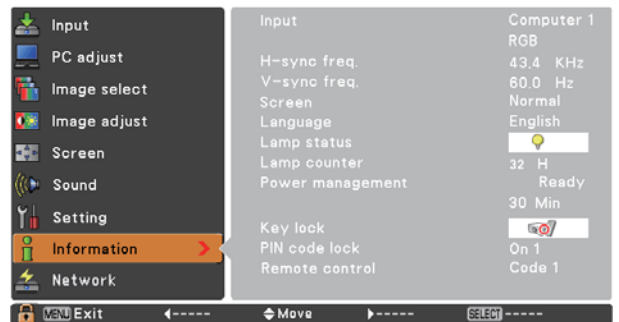 Input
PC adjust
Image select
Image adjust
Screen
Sound
Setting
Information
Network
Input Computer 1
RGB
H-sync freq. 43.4 KHz
V-sync freq. 60.0 Hz
Screen Normal
Language English
Lamp status
Lamp counter 32 H
Power management Ready
30 Min
Key lock
PIN code lock On 1
Remote control Code 1
MENU Exit ◀----- ◆Move ▶----- SELECT -----